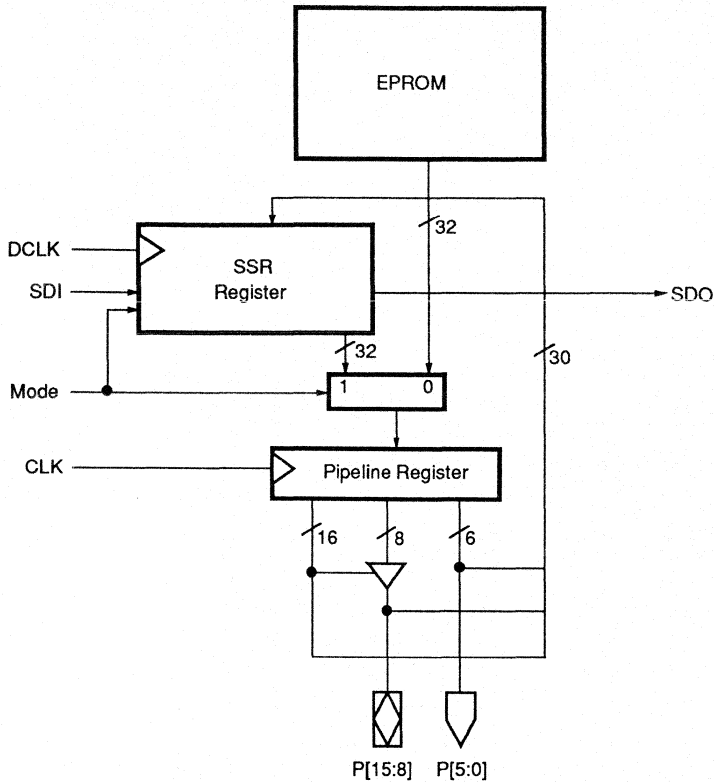 EPROM
32
DCLK
SSR
Register
SDI
SDO
32
30
Mode
1
0
CLK
Pipeline Register
16
8
6
P[15:8]
P[5:0]